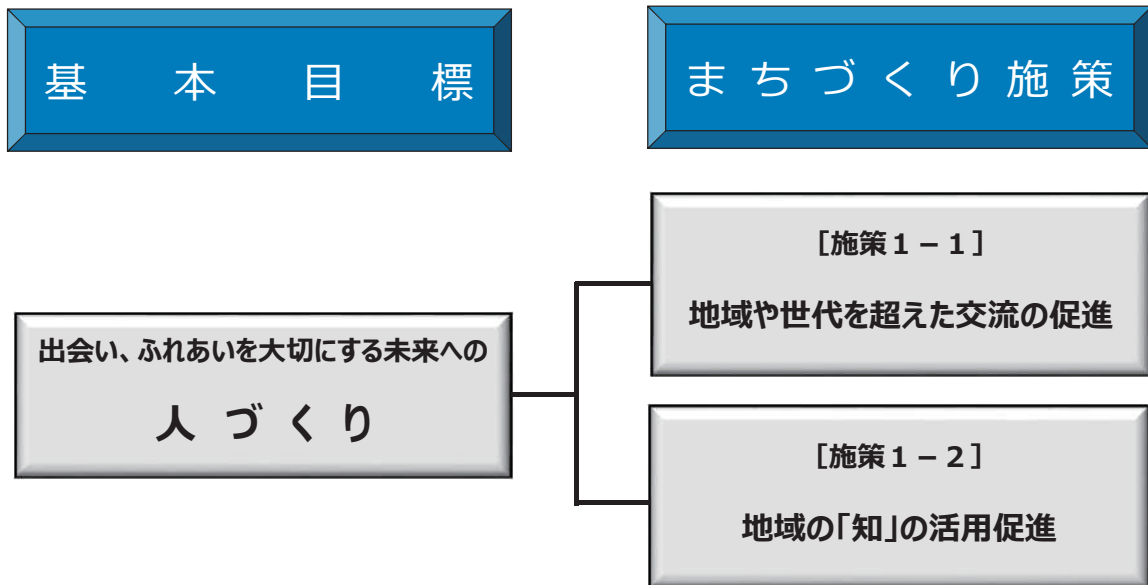 基本目標
まちづくり施策
[施策1－1]
地域や世代を超えた交流の促進
出会い、ふれあいを大切にする未来への
人づくり
[施策1－2]
地域の「知」の活用促進